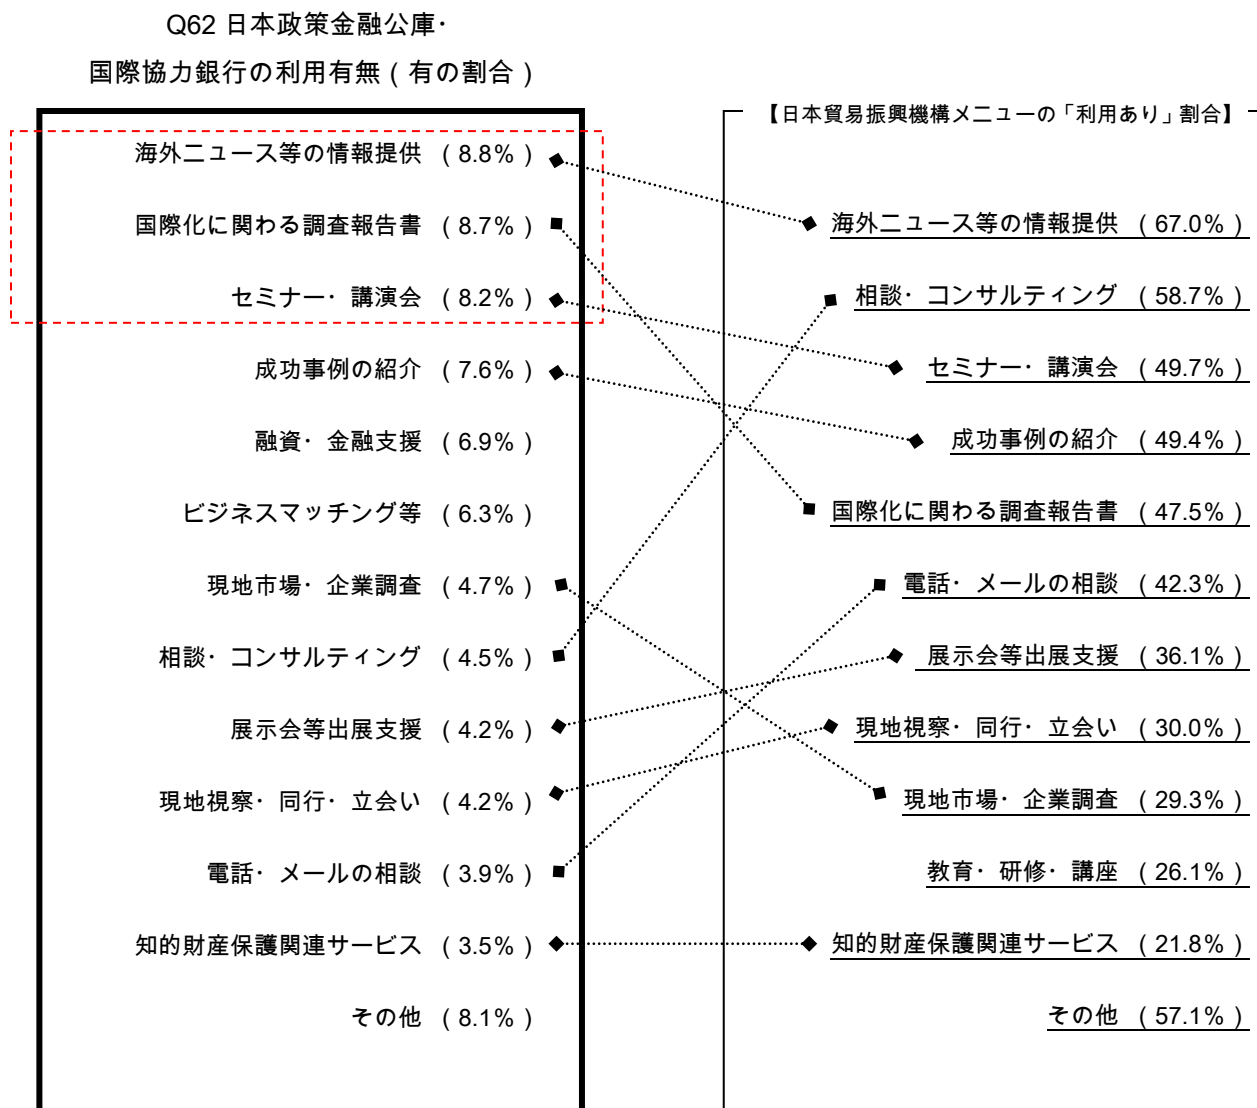 Q62 日本政策金融公庫・
国際協力銀行の利用有無（有の割合）
海外ニュース等の情報提供 （8.8%）
国際化に関わる調査報告書 （8.7%）
セミナー・講演会 （8.2%）
成功事例の紹介 （7.6%）
融資・金融支援 （6.9%）
ビジネスマッチング等 （6.3%）
現地市場・企業調査 （4.7%）
相談・コンサルティング （4.5%）
展示会等出展支援 （4.2%）
現地視察・同行・立会い （4.2%）
電話・メールの相談 （3.9%）
知的財産保護関連サービス （3.5%）
その他 （8.1%）
【日本貿易振興機構メニューの「利用あり」割合】
海外ニュース等の情報提供 （67.0%）
相談・コンサルティング （58.7%）
セミナー・講演会 （49.7%）
成功事例の紹介 （49.4%）
国際化に関わる調査報告書 （47.5%）
電話・メールの相談 （42.3%）
展示会等出展支援 （36.1%）
現地視察・同行・立会い （30.0%）
現地市場・企業調査 （29.3%）
教育・研修・講座 （26.1%）
知的財産保護関連サービス （21.8%）
その他 （57.1%）